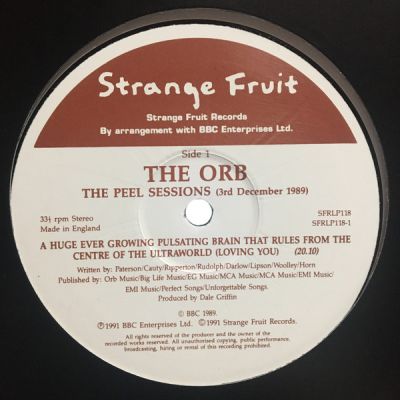 Strange Fruit
Strange Fruit Records
By arrangement with BBC Enterprises Ltd.
Side 1
THE ORB
THE PEEL SESSIONS (3rd December 1989)
33⅓ rpm Stereo
Made in England
SFRLP118
SFRLP118-1
A HUGE EVER GROWING PULSATING BRAIN THAT RULES FROM THE
CENTRE OF THE ULTRAWORLD (LOVING YOU) (20.10)
Written by: Paterson/Cauty/Ripperton/Rudolph/Darlow/Lipson/Woolley/Horn
Published by: Orb Music/Big Life Music/EG Music/MCA Music/MCA Music/EMI Music/
EMI Music/Perfect Songs/Unforgettable Songs.
Produced by Dale Griffin
© BBC 1989.
℗1991 BBC Enterprises Ltd. ©1991 Strange Fruit Records.
All rights of the producer and the owner of the
recorded works reserved. All unauthorised copying, public performance,
broadcasting, hiring or rental of this recording prohibited.